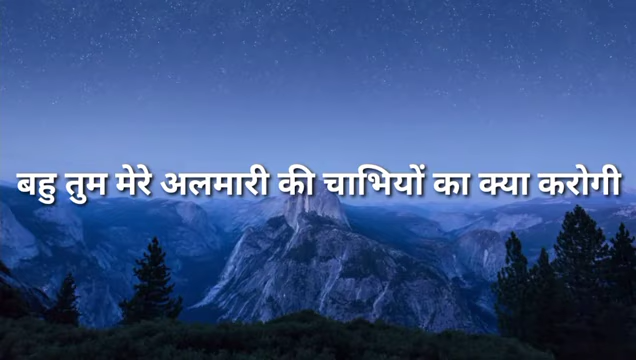 बहु तुम मेरे अलमारी की चाभियों का क्या करोगी